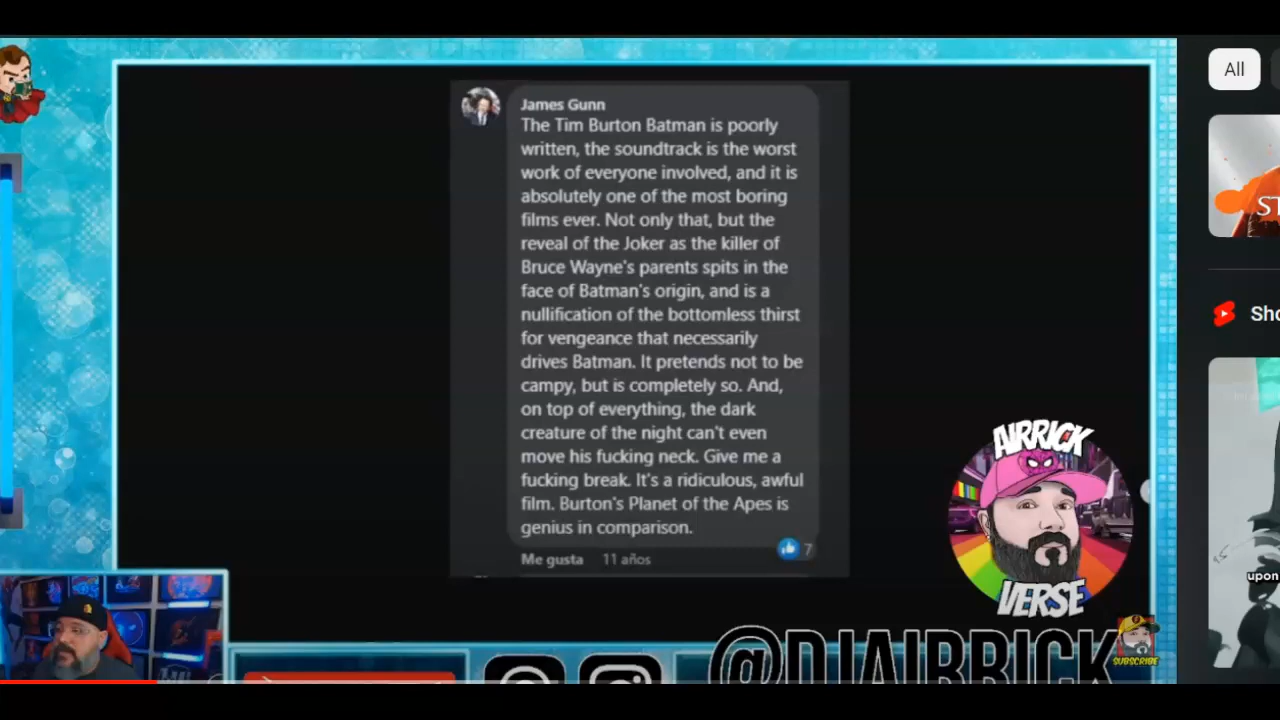 All
James Gunn
The Tim Burton Batman is poorly
written, the soundtrack is the worst
work of everyone involved, and it is
absolutely one of the most boring
films ever. Not only that, but the
reveal of the Joker as the killer of
Bruce Wayne's parents spits in the
face of Batman's origin, and is a
nullification of the bottomless thirst
for vengeance that necessarily
drives Batman. It pretends not to be
campy, but is completely so. And,
on top of everything, the dark
creature of the night can't even
move his fucking neck. Give me a
fucking break. It's a ridiculous, awful
film. Burton's Planet of the Apes is
genius in comparison.
Me gusta 11 años
7
ST
Sho
AIRRICK
VERSE
upon
@DJAIRRICK
SUBSCRIBE